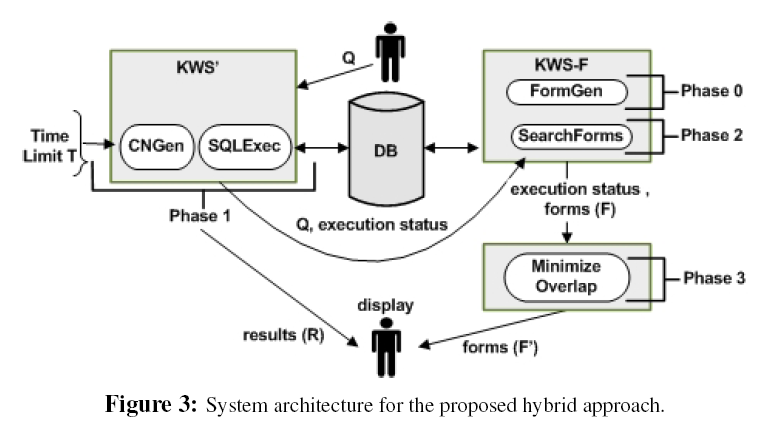 Q
KWS'
KWS-F
FormGen
Phase 0
Time
Limit T
CNGen
SQLExec
DB
SearchForms
Phase 2
Phase 1
Q, execution status
execution status ,
forms (F)
Minimize
Overlap
Phase 3
display
results (R)
forms (F')
Figure 3: System architecture for the proposed hybrid approach.